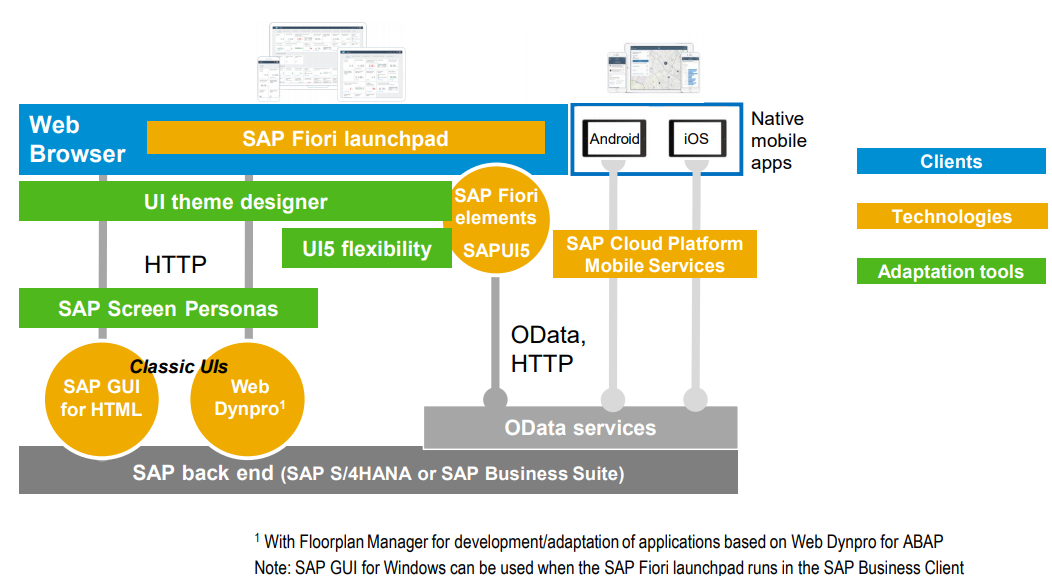 Web
Browser
SAP Fiori launchpad
Android
iOS
Native
mobile
apps
Clients
Technologies
Adaptation tools
UI theme designer
SAP Fiori
elements
SAPUI5
UI5 flexibility
SAP Cloud Platform
Mobile Services
HTTP
SAP Screen Personas
OData,
HTTP
Classic UIs
SAP GUI
for HTML
Web
Dynpro¹
OData services
SAP back end (SAP S/4HANA or SAP Business Suite)
¹ With Floorplan Manager for development/adaptation of applications based on Web Dynpro for ABAP
Note: SAP GUI for Windows can be used when the SAP Fiori launchpad runs in the SAP Business Client